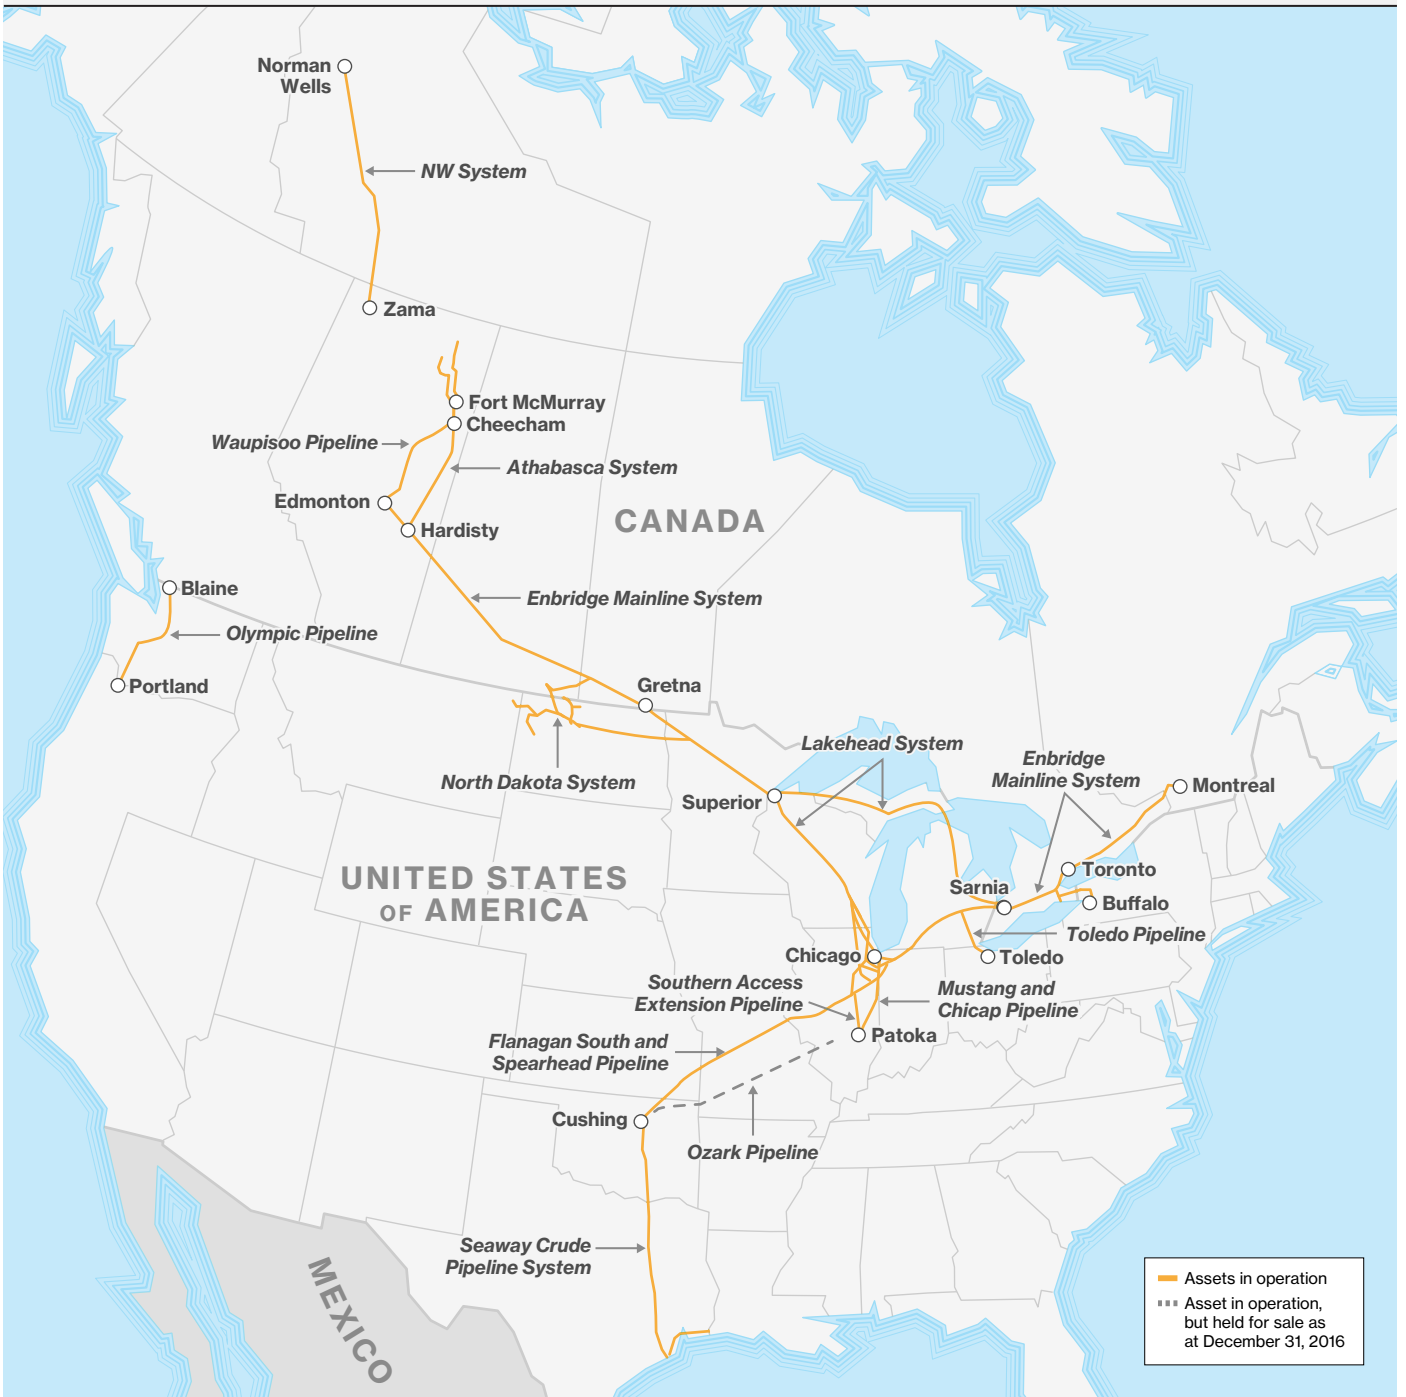 Norman
Wells
NW System
Zama
Fort McMurray
Cheecham
Waupisoo Pipeline
Athabasca System
Edmonton
Hardisty
CANADA
Blaine
Enbridge Mainline System
Olympic Pipeline
Portland
Gretna
Lakehead System
Enbridge
Mainline System
North Dakota System
Montreal
Superior
UNITED STATES
OF AMERICA
Toronto
Sarnia
Buffalo
Toledo Pipeline
Chicago
Toledo
Southern Access
Extension Pipeline
Mustang and
Chicap Pipeline
Patoka
Flanagan South and
Spearhead Pipeline
Cushing
Ozark Pipeline
Seaway Crude
Pipeline System
MEXICO
Assets in operation
Asset in operation,
but held for sale as
at December 31, 2016